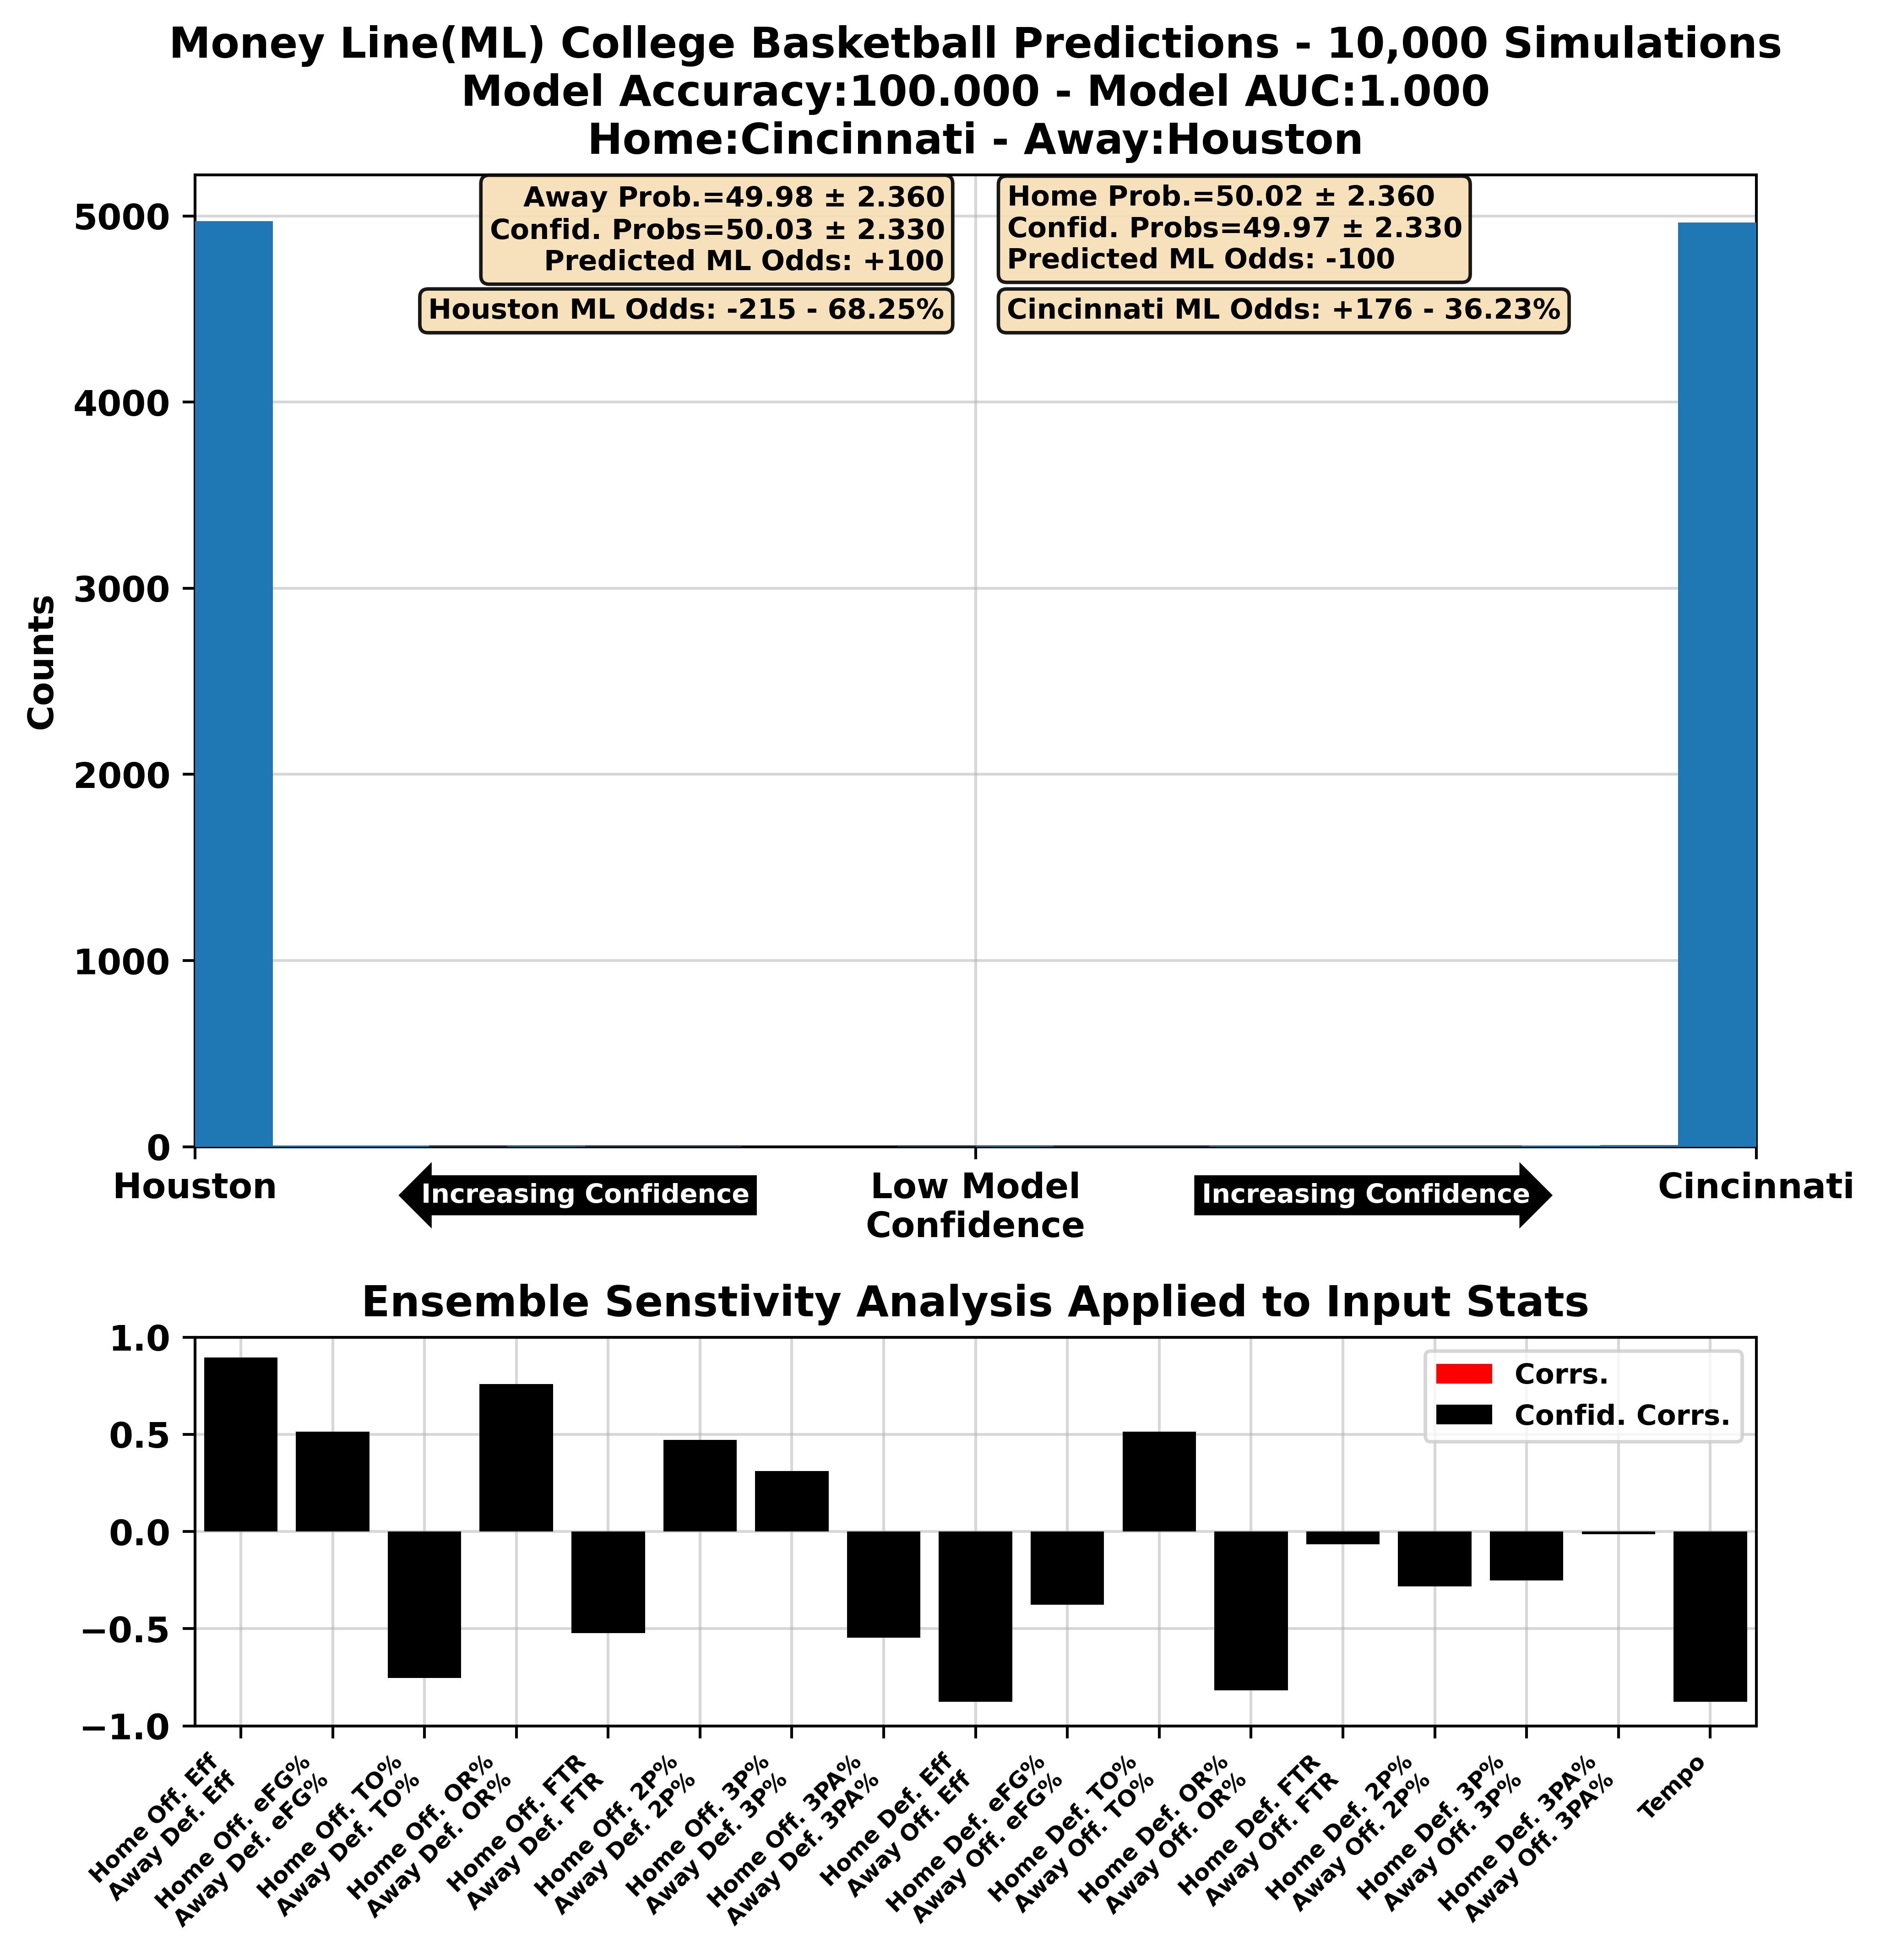 Money Line(ML) College Basketball Predictions - 10,000 Simulations
Model Accuracy:100.000 - Model AUC:1.000
Home:Cincinnati - Away:Houston
Away Prob.=49.98 ± 2.360
Confid. Probs=50.03 ± 2.330
Predicted ML Odds: +100
Houston ML Odds: -215 - 68.25%
Home Prob.=50.02 ± 2.360
Confid. Probs=49.97 ± 2.330
Predicted ML Odds: -100
Cincinnati ML Odds: +176 - 36.23%
Counts
5000
4000
3000
2000
1000
0
Houston
Increasing Confidence
Low Model
Confidence
Increasing Confidence
Cincinnati
Ensemble Senstivity Analysis Applied to Input Stats
1.0
0.5
0.0
−0.5
−1.0
Corrs.
Confid. Corrs.
Home Off. Eff
Away Def. Eff
Home Off. eFG%
Away Def. eFG%
Home Off. TO%
Away Def. TO%
Home Off. OR%
Away Def. OR%
Home Off. FTR
Away Def. FTR
Home Off. 2P%
Away Def. 2P%
Home Off. 3P%
Away Def. 3P%
Home Off. 3PA%
Away Def. 3PA%
Home Def. Eff
Away Off. Eff
Home Def. eFG%
Away Off. eFG%
Home Def. TO%
Away Off. TO%
Home Def. OR%
Away Off. OR%
Home Def. FTR
Away Off. FTR
Home Def. 2P%
Away Off. 2P%
Home Def. 3P%
Away Off. 3P%
Home Def. 3PA%
Away Off. 3PA%
Tempo